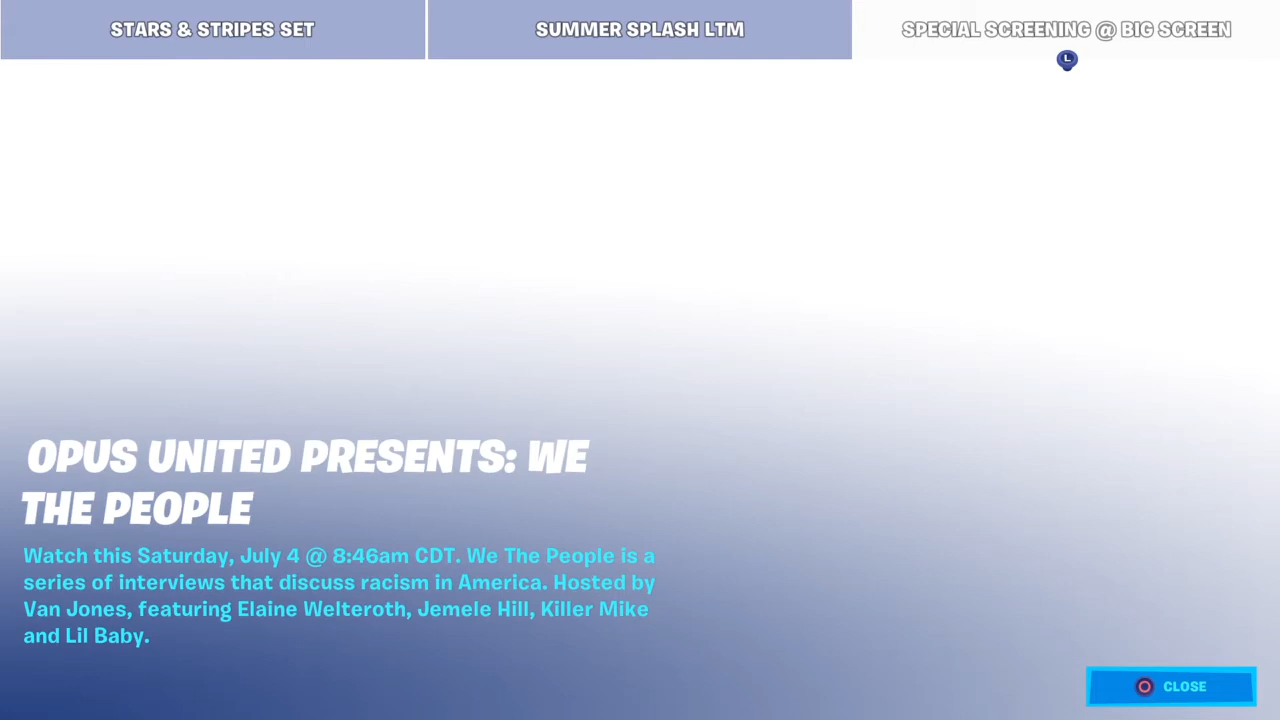 STARS & STRIPES SET
SUMMER SPLASH LTM
SPECIAL SCREENING @ BIG SCREEN
L
OPUS UNITED PRESENTS: WE
THE PEOPLE
Watch this Saturday, July 4 @ 8:46am CDT. We The People is a
series of interviews that discuss racism in America. Hosted by
Van Jones, featuring Elaine Welteroth, Jemele Hill, Killer Mike
and Lil Baby.
CLOSE